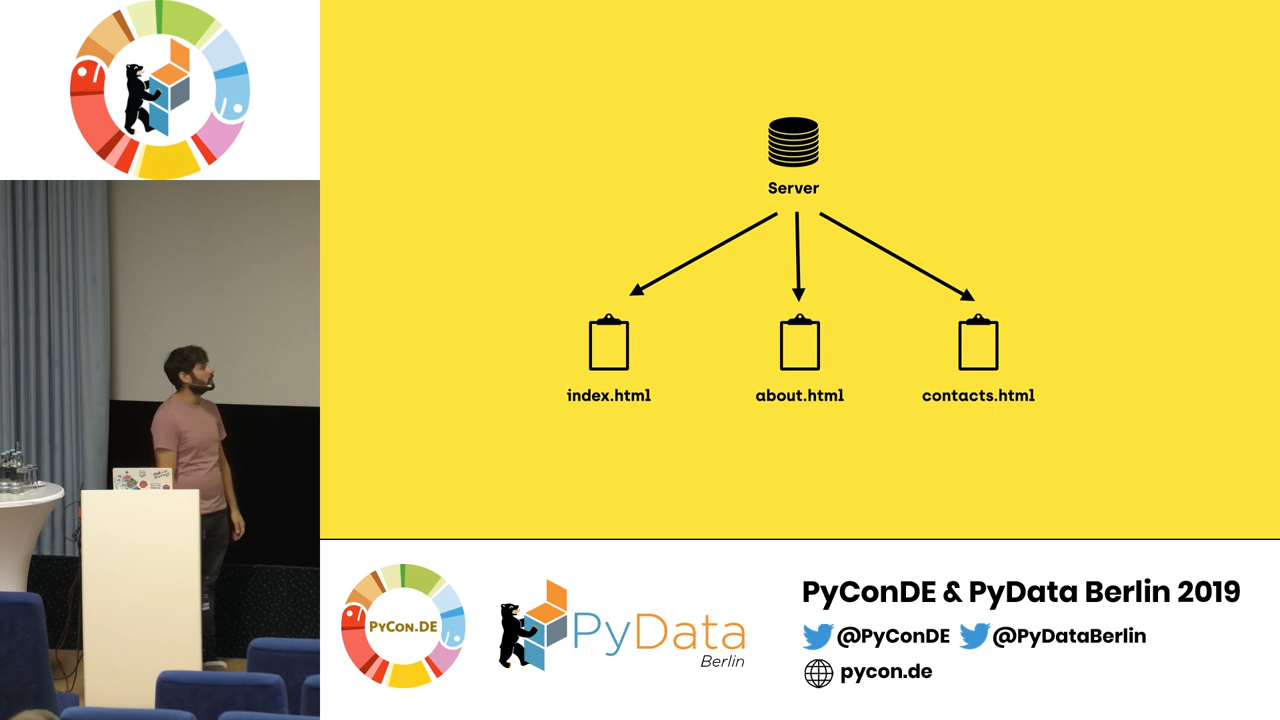 Server
index.html
about.html
contacts.html
PyCon.DE
PyData
Berlin
PyConDE & PyData Berlin 2019
@PyConDE @PyDataBerlin
pycon.de